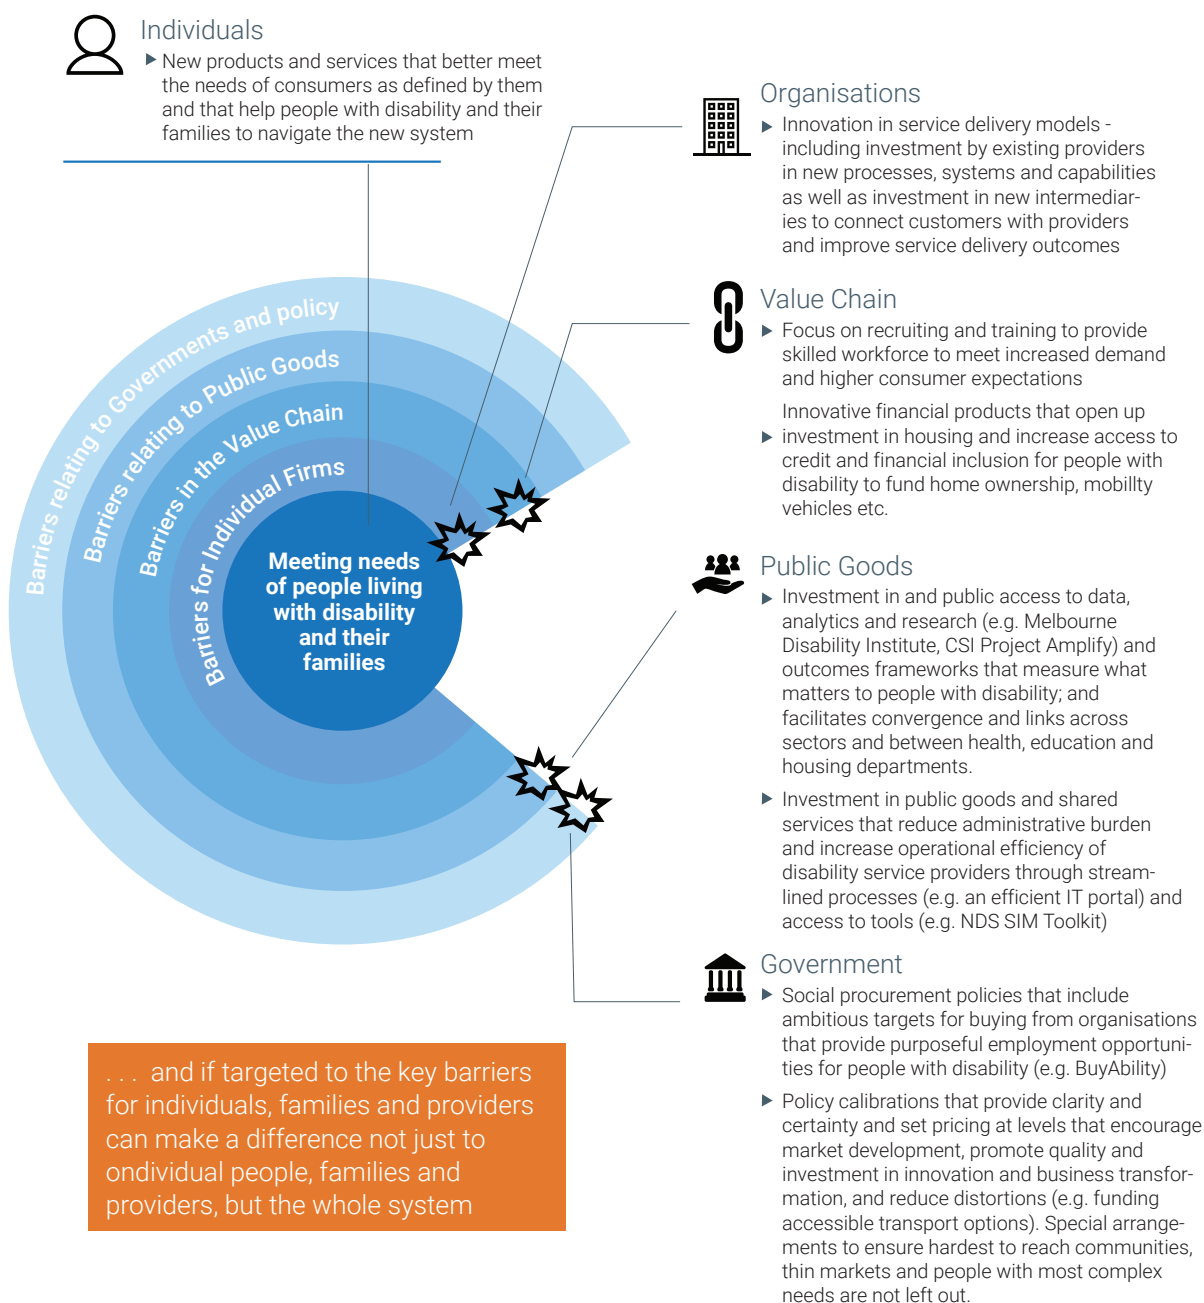 Individuals
New products and services that better meet
the needs of consumers as defined by them
and that help people with disability and their
families to navigate the new system
Organisations
Innovation in service delivery models -
including investment by existing providers
in new processes, systems and capabilities
as well as investment in new intermediar-
ies to connect customers with providers
and improve service delivery outcomes
Value Chain
Focus on recruiting and training to provide
skilled workforce to meet increased demand
and higher consumer expectations
Innovative financial products that open up
investment in housing and increase access to
credit and financial inclusion for people with
disability to fund home ownership, mobillty
vehicles etc.
Public Goods
Investment in and public access to data,
analytics and research (e.g. Melbourne
Disability Institute, CSI Project Amplify) and
outcomes frameworks that measure what
matters to people with disability; and
facilitates convergence and links across
sectors and between health, education and
housing departments.
Investment in public goods and shared
services that reduce administrative burden
and increase operational efficiency of
disability service providers through stream-
lined processes (e.g. an efficient IT portal) and
access to tools (e.g. NDS SIM Toolkit)
Government
Social procurement policies that include
ambitious targets for buying from organisations
that provide purposeful employment opportuni-
ties for people with disability (e.g. BuyAbility)
Policy calibrations that provide clarity and
certainty and set pricing at levels that encourage
market development, promote quality and
investment in innovation and business transfor-
mation, and reduce distortions (e.g. funding
accessible transport options). Special arrange-
ments to ensure hardest to reach communities,
thin markets and people with most complex
needs are not left out.
Barriers relating to Governments and policy
Barriers relating to Public Goods
Barriers in the Value Chain
Barriers for Individual Firms
Meeting needs
of people living
with disability
and their
families
. . . and if targeted to the key barriers
for individuals, families and providers
can make a difference not just to
ondividual people, families and
providers, but the whole system